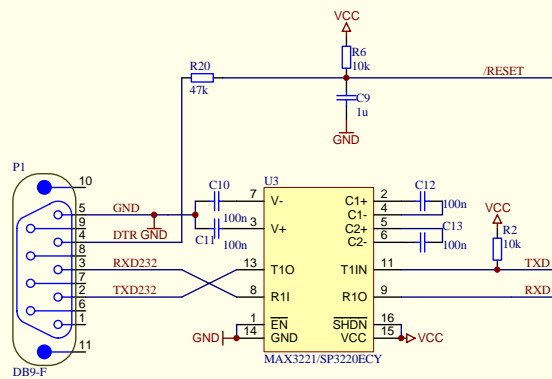 VCC
R6
10k
R20
47k
/RESET
C9
1u
GND
P1
10
5
9
4
8
3
7
2
6
1
11
DB9-F
GND
GND
DTR
RXD232
TXD232
C10
100n
C11
100n
U3
7 V-
3 V+
13 T1O
8 R1I
1 EN
14 GND
C1+ 2
C1- 4
C2+ 5
C2- 6
T1IN 11
R1O 9
SHDN 16
VCC 15
MAX3221/SP3220ECY
GND
VCC
C12
100n
C13
100n
VCC
R2
10k
TXD
RXD